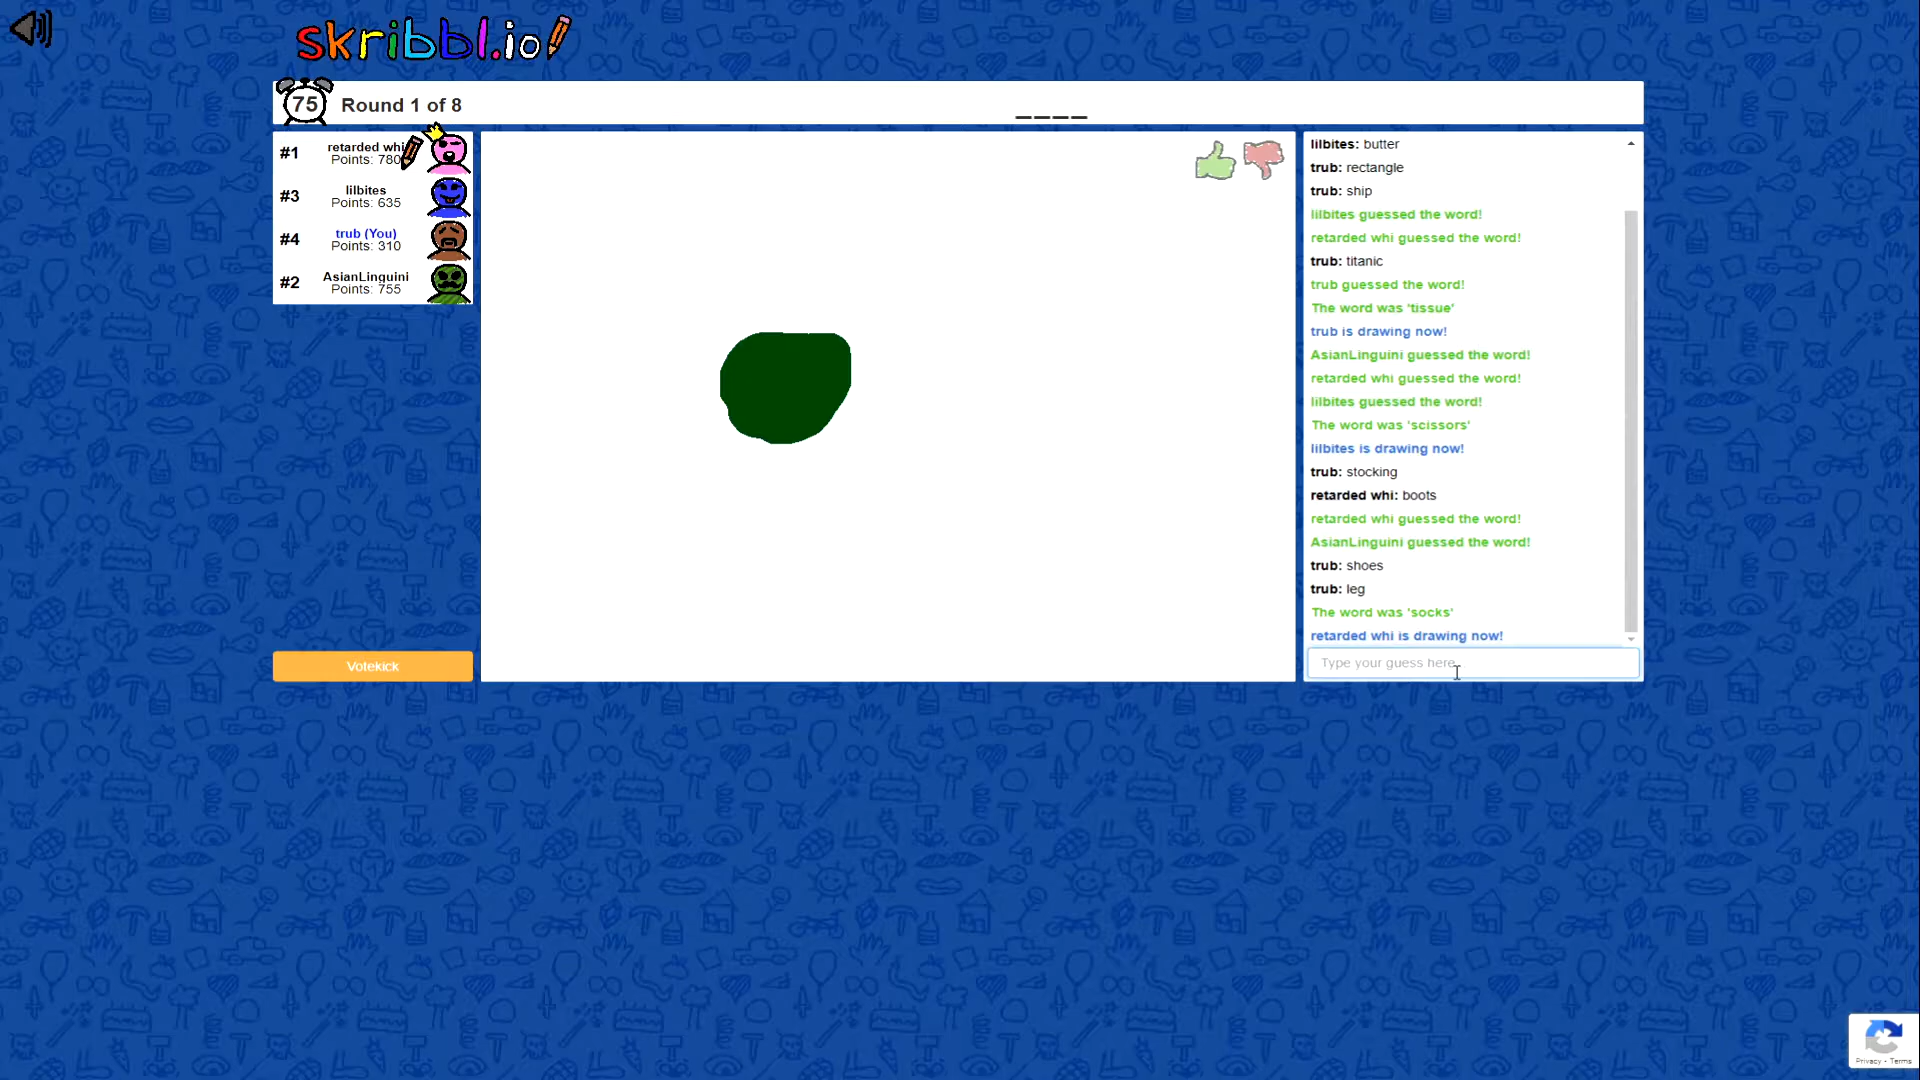 skribbl.io
75
Round 1 of 8
____
#1
retarded whi
Points: 780
#3
lilbites
Points: 635
#4
trub (You)
Points: 310
#2
AsianLinguini
Points: 755
Votekick
lilbites: butter
trub: rectangle
trub: ship
lilbites guessed the word!
retarded whi guessed the word!
trub: titanic
trub guessed the word!
The word was 'tissue'
trub is drawing now!
AsianLinguini guessed the word!
retarded whi guessed the word!
lilbites guessed the word!
The word was 'scissors'
lilbites is drawing now!
trub: stocking
retarded whi: boots
retarded whi guessed the word!
AsianLinguini guessed the word!
trub: shoes
trub: leg
The word was 'socks'
retarded whi is drawing now!
Type your guess here
Privacy - Terms